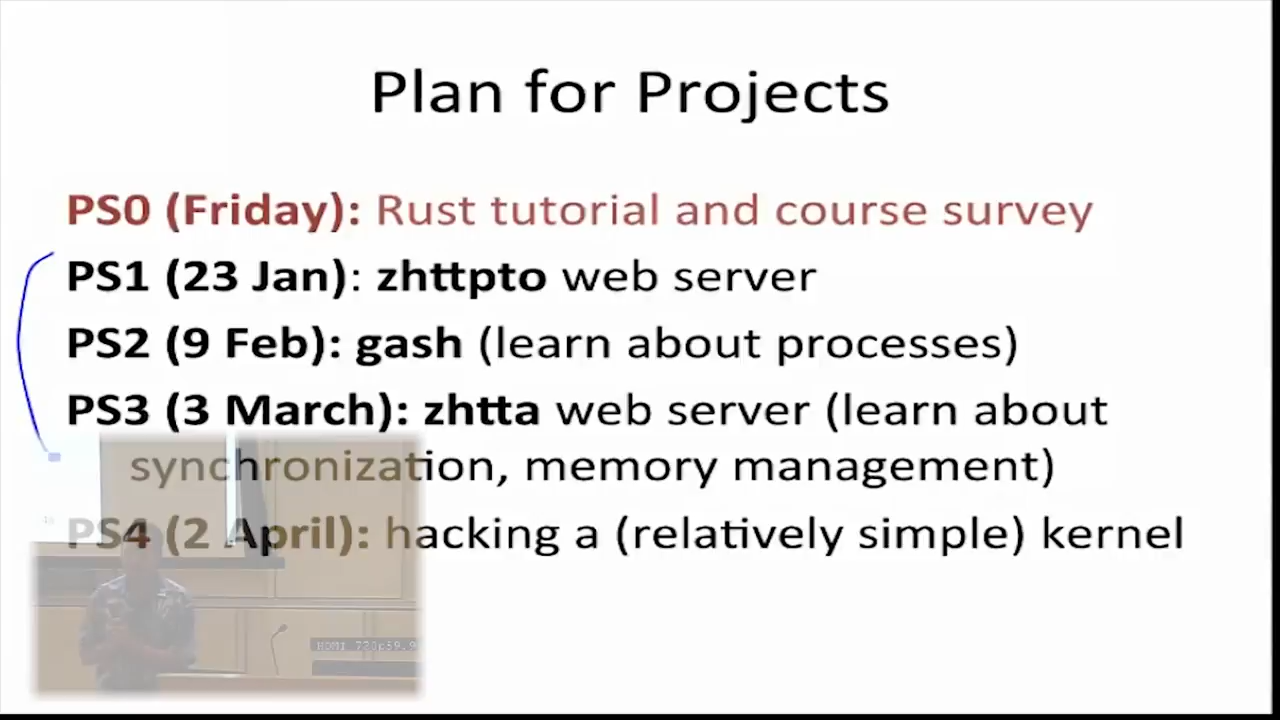 Plan for Projects
PS0 (Friday): Rust tutorial and course survey
PS1 (23 Jan): zhttpto web server
PS2 (9 Feb): gash (learn about processes)
PS3 (3 March): zhtta web server (learn about
synchronization, memory management)
PS4 (2 April): hacking a (relatively simple) kernel